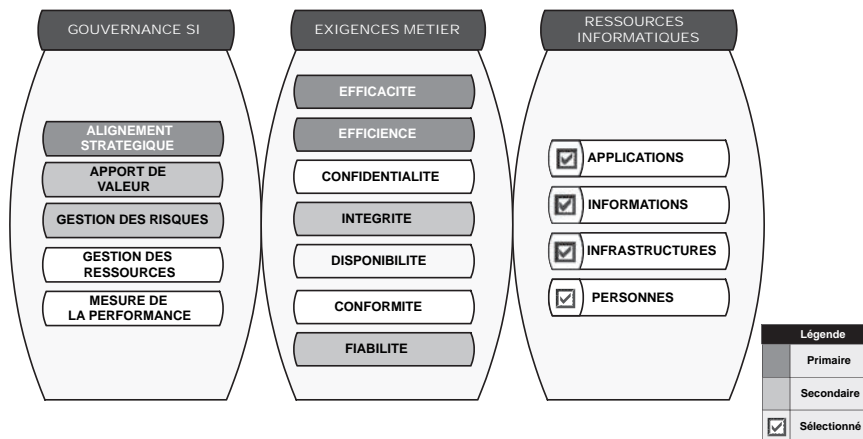 GOUVERNANCE SI
ALIGNEMENT
STRATEGIQUE
APPORT DE
VALEUR
GESTION DES RISQUES
GESTION DES
RESSOURCES
MESURE DE
LA PERFORMANCE
EXIGENCES METIER
EFFICACITE
EFFICIENCE
CONFIDENTIALITE
INTEGRITE
DISPONIBILITE
CONFORMITE
FIABILITE
RESSOURCES
INFORMATIQUES
APPLICATIONS
INFORMATIONS
INFRASTRUCTURES
PERSONNES
Légende
Primaire
Secondaire
Sélectionné